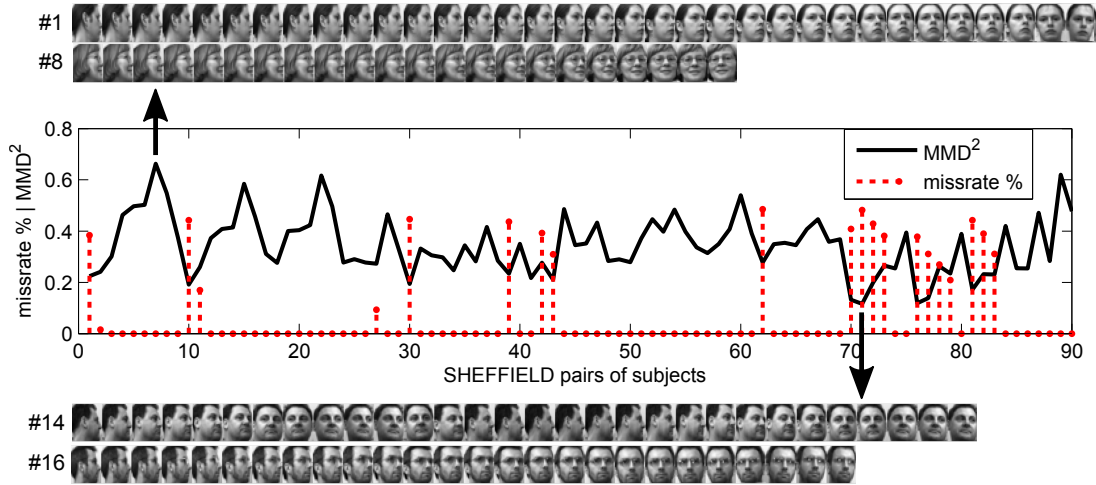 #1
#8
missrate % | MMD²
0.8
0.6
0.4
0.2
0
MMD²
missrate %
0 10 20 30 40 50 60 70 80 90
SHEFFIELD pairs of subjects
#14
#16